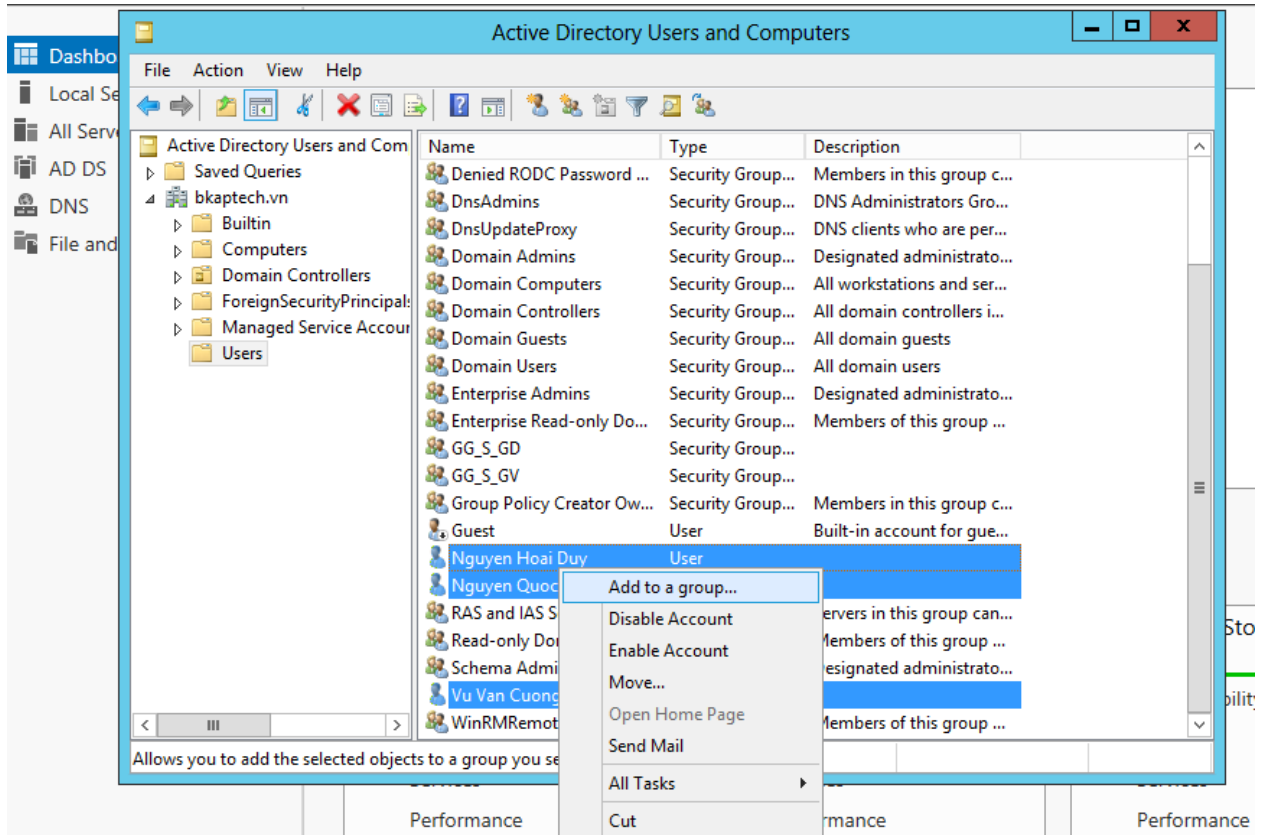 Active Directory Users and Computers
File Action View Help
Dashbo
Local Se
All Serve
AD DS
DNS
File and
Active Directory Users and Com
Saved Queries
bkaptech.vn
Builtin
Computers
Domain Controllers
ForeignSecurityPrincipals
Managed Service Accour
Users
Name Type Description
Denied RODC Password ... Security Group... Members in this group c...
DnsAdmins Security Group... DNS Administrators Gro...
DnsUpdateProxy Security Group... DNS clients who are per...
Domain Admins Security Group... Designated administrato...
Domain Computers Security Group... All workstations and ser...
Domain Controllers Security Group... All domain controllers i...
Domain Guests Security Group... All domain guests
Domain Users Security Group... All domain users
Enterprise Admins Security Group... Designated administrato...
Enterprise Read-only Do... Security Group... Members of this group ...
GG_S_GD Security Group...
GG_S_GV Security Group...
Group Policy Creator Ow... Security Group... Members in this group c...
Guest User Built-in account for gue...
Nguyen Hoai Duy User
Nguyen Quoc
RAS and IAS S ervers in this group can...
Read-only Dor Members of this group ...
Schema Admi esignated administrato...
Vu Van Cuong
WinRMRemot Members of this group ...
Add to a group...
Disable Account
Enable Account
Move...
Open Home Page
Send Mail
All Tasks
Cut
Allows you to add the selected objects to a group you se
Sto
bility
Performance
rmance
Performance